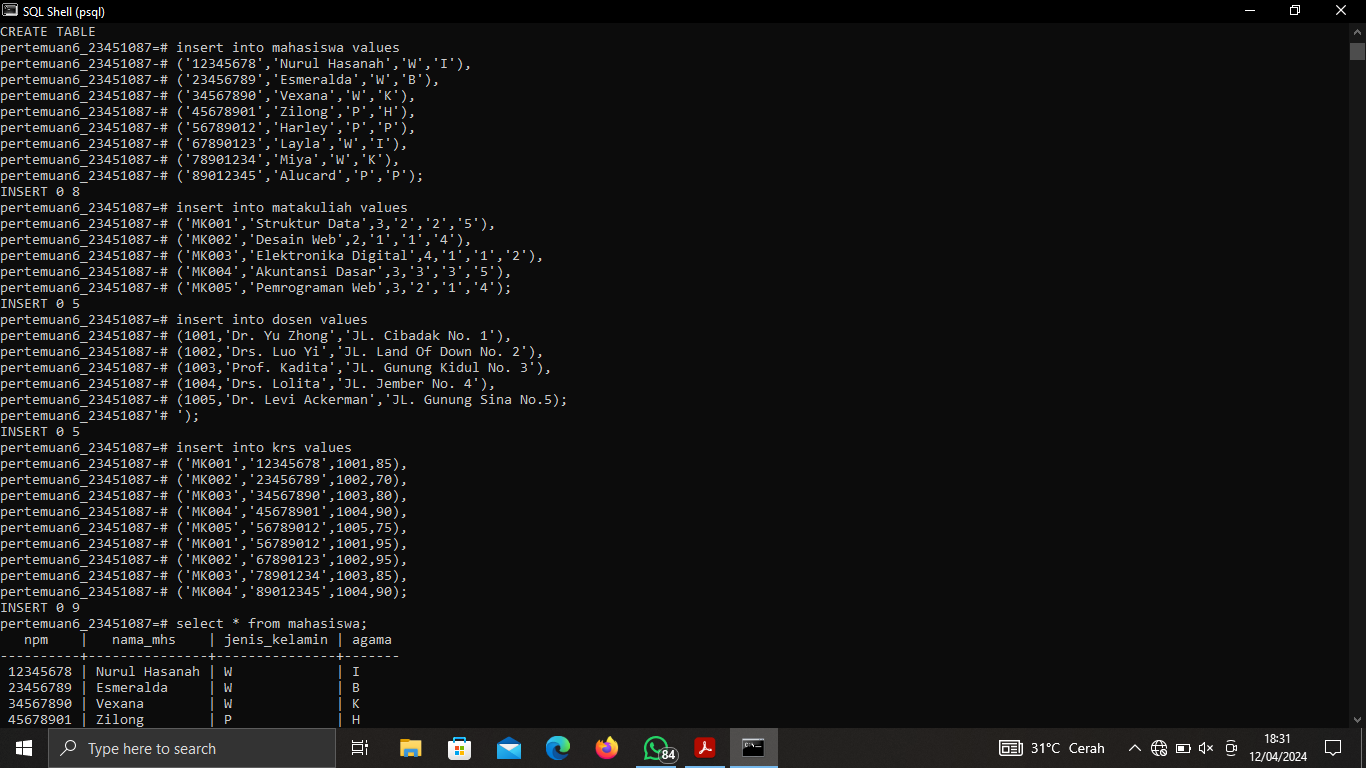 SQL Shell (psql)
CREATE TABLE
pertemuan6_23451087=# insert into mahasiswa values
pertemuan6_23451087-# ('12345678','Nurul Hasanah','W','I'),
pertemuan6_23451087-# ('23456789','Esmeralda','W','B'),
pertemuan6_23451087-# ('34567890','Vexana','W','K'),
pertemuan6_23451087-# ('45678901','Zilong','P','H'),
pertemuan6_23451087-# ('56789012','Harley','P','P'),
pertemuan6_23451087-# ('67890123','Layla','W','I'),
pertemuan6_23451087-# ('78901234','Miya','W','K'),
pertemuan6_23451087-# ('89012345','Alucard','P','P');
INSERT 0 8
pertemuan6_23451087=# insert into matakuliah values
pertemuan6_23451087-# ('MK001','Struktur Data',3,'2','2','5'),
pertemuan6_23451087-# ('MK002','Desain Web',2,'1','1','4'),
pertemuan6_23451087-# ('MK003','Elektronika Digital',4,'1','1','2'),
pertemuan6_23451087-# ('MK004','Akuntansi Dasar',3,'3','3','5'),
pertemuan6_23451087-# ('MK005','Pemrograman Web',3,'2','1','4');
INSERT 0 5
pertemuan6_23451087=# insert into dosen values
pertemuan6_23451087-# (1001,'Dr. Yu Zhong','JL. Cibadak No. 1'),
pertemuan6_23451087-# (1002,'Drs. Luo Yi','JL. Land Of Down No. 2'),
pertemuan6_23451087-# (1003,'Prof. Kadita','JL. Gunung Kidul No. 3'),
pertemuan6_23451087-# (1004,'Drs. Lolita','JL. Jember No. 4'),
pertemuan6_23451087-# (1005,'Dr. Levi Ackerman','JL. Gunung Sina No.5);
pertemuan6_23451087'# ');
INSERT 0 5
pertemuan6_23451087=# insert into krs values
pertemuan6_23451087-# ('MK001','12345678',1001,85),
pertemuan6_23451087-# ('MK002','23456789',1002,70),
pertemuan6_23451087-# ('MK003','34567890',1003,80),
pertemuan6_23451087-# ('MK004','45678901',1004,90),
pertemuan6_23451087-# ('MK005','56789012',1005,75),
pertemuan6_23451087-# ('MK001','56789012',1001,95),
pertemuan6_23451087-# ('MK002','67890123',1002,95),
pertemuan6_23451087-# ('MK003','78901234',1003,85),
pertemuan6_23451087-# ('MK004','89012345',1004,90);
INSERT 0 9
pertemuan6_23451087=# select * from mahasiswa;
   npm    |   nama_mhs    | jenis_kelamin | agama
----------+---------------+---------------+-------
 12345678 | Nurul Hasanah | W             | I
 23456789 | Esmeralda     | W             | B
 34567890 | Vexana        | W             | K
 45678901 | Zilong        | P             | H
Type here to search
84
31°C Cerah
18:31
12/04/2024